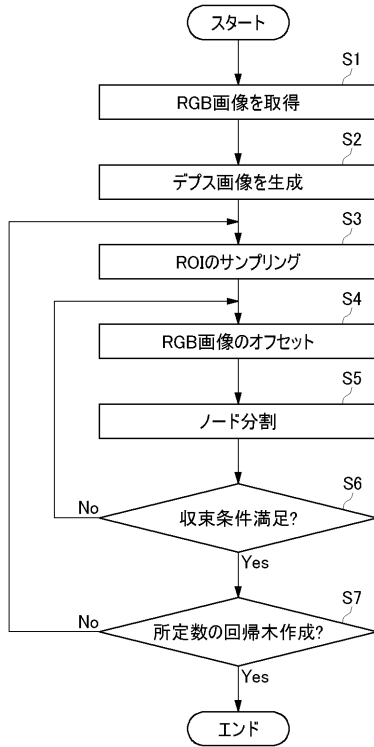 スタート
S1
RGB画像を取得
S2
デプス画像を生成
S3
ROIのサンプリング
S4
RGB画像のオフセット
S5
ノード分割
S6
収束条件満足?
No
Yes
S7
所定数の回帰木作成?
No
Yes
エンド